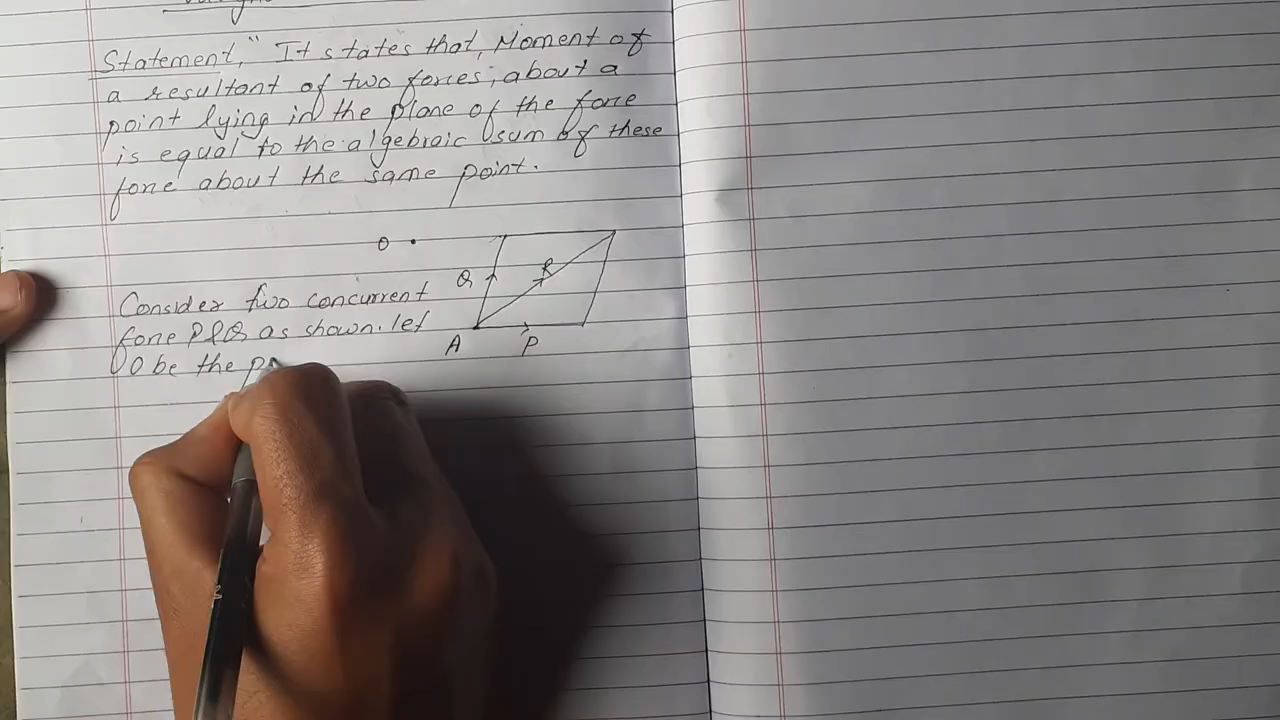 Statement, " It states that, Moment of
a resultant of two forces, about a
point lying in the plane of the force
is equal to the algebraic sum of these
force about the same point.
O
Q
R
A
P
Consider two concurrent
force P & Q as shown. let
O be the